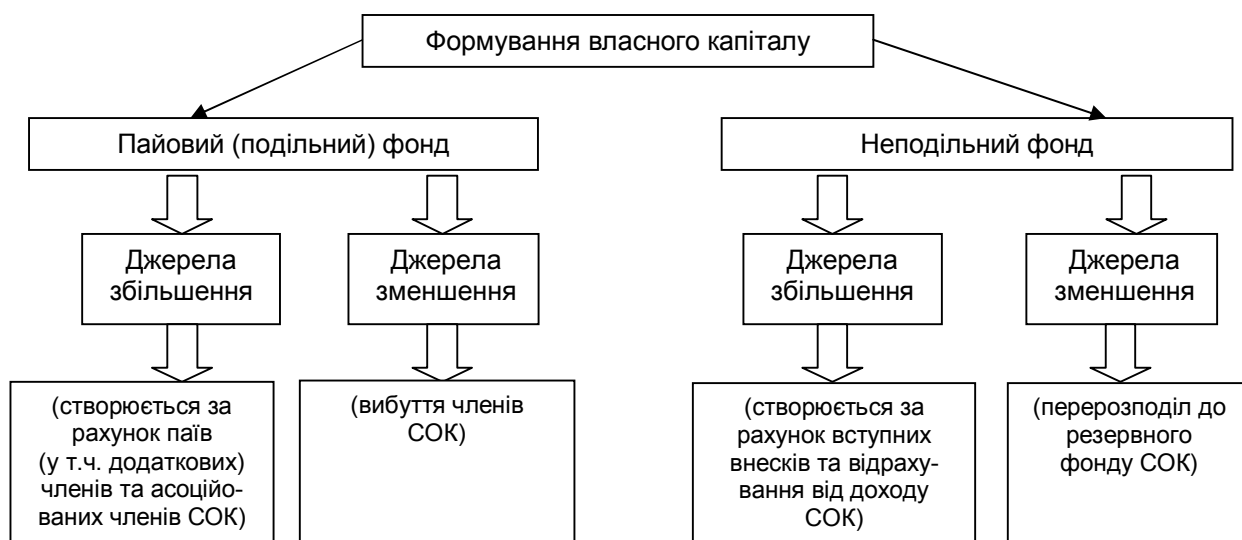 Формування власного капіталу
Пайовий (подільний) фонд
Неподільний фонд
Джерела
збільшення
Джерела
зменшення
Джерела
збільшення
Джерела
зменшення
(створюється за
рахунок паїв
(у т.ч. додаткових)
членів та асоційо-
ваних членів СОК)
(вибуття членів
СОК)
(створюється за
рахунок вступних
внесків та відраху-
вання від доходу
СОК)
(перерозподіл до
резервного
фонду СОК)